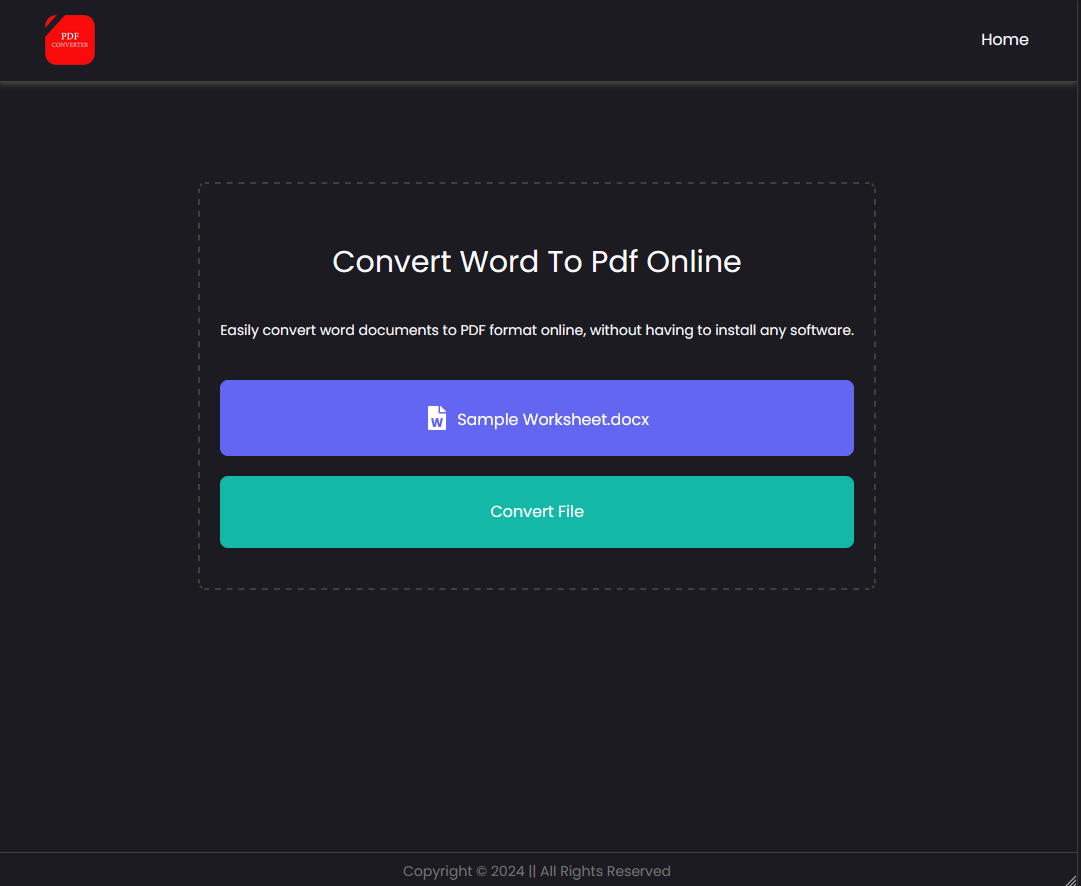 PDF
CONVERTER
Home
Convert Word To Pdf Online
Easily convert word documents to PDF format online, without having to install any software.
W Sample Worksheet.docx
Convert File
Copyright © 2024 || All Rights Reserved